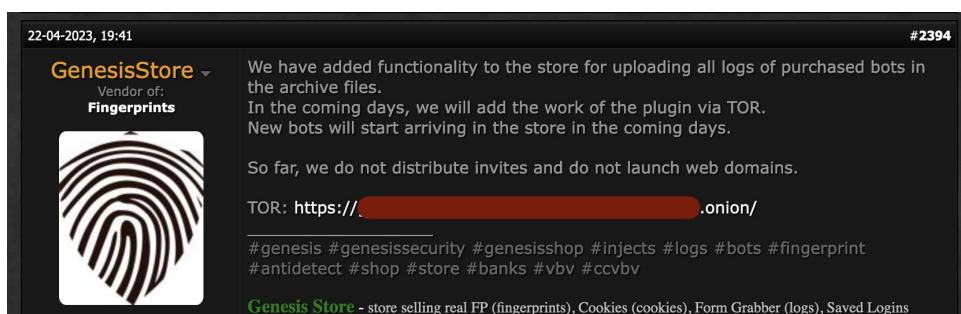 22-04-2023, 19:41 #2394
GenesisStore
Vendor of:
Fingerprints
We have added functionality to the store for uploading all logs of purchased bots in
the archive files.
In the coming days, we will add the work of the plugin via TOR.
New bots will start arriving in the store in the coming days.
So far, we do not distribute invites and do not launch web domains.
TOR: https:// .onion/
#genesis #genesissecurity #genesisshop #injects #logs #bots #fingerprint
#antidetect #shop #store #banks #vbv #ccvbv
Genesis Store - store selling real FP (fingerprints), Cookies (cookies), Form Grabber (logs), Saved Logins